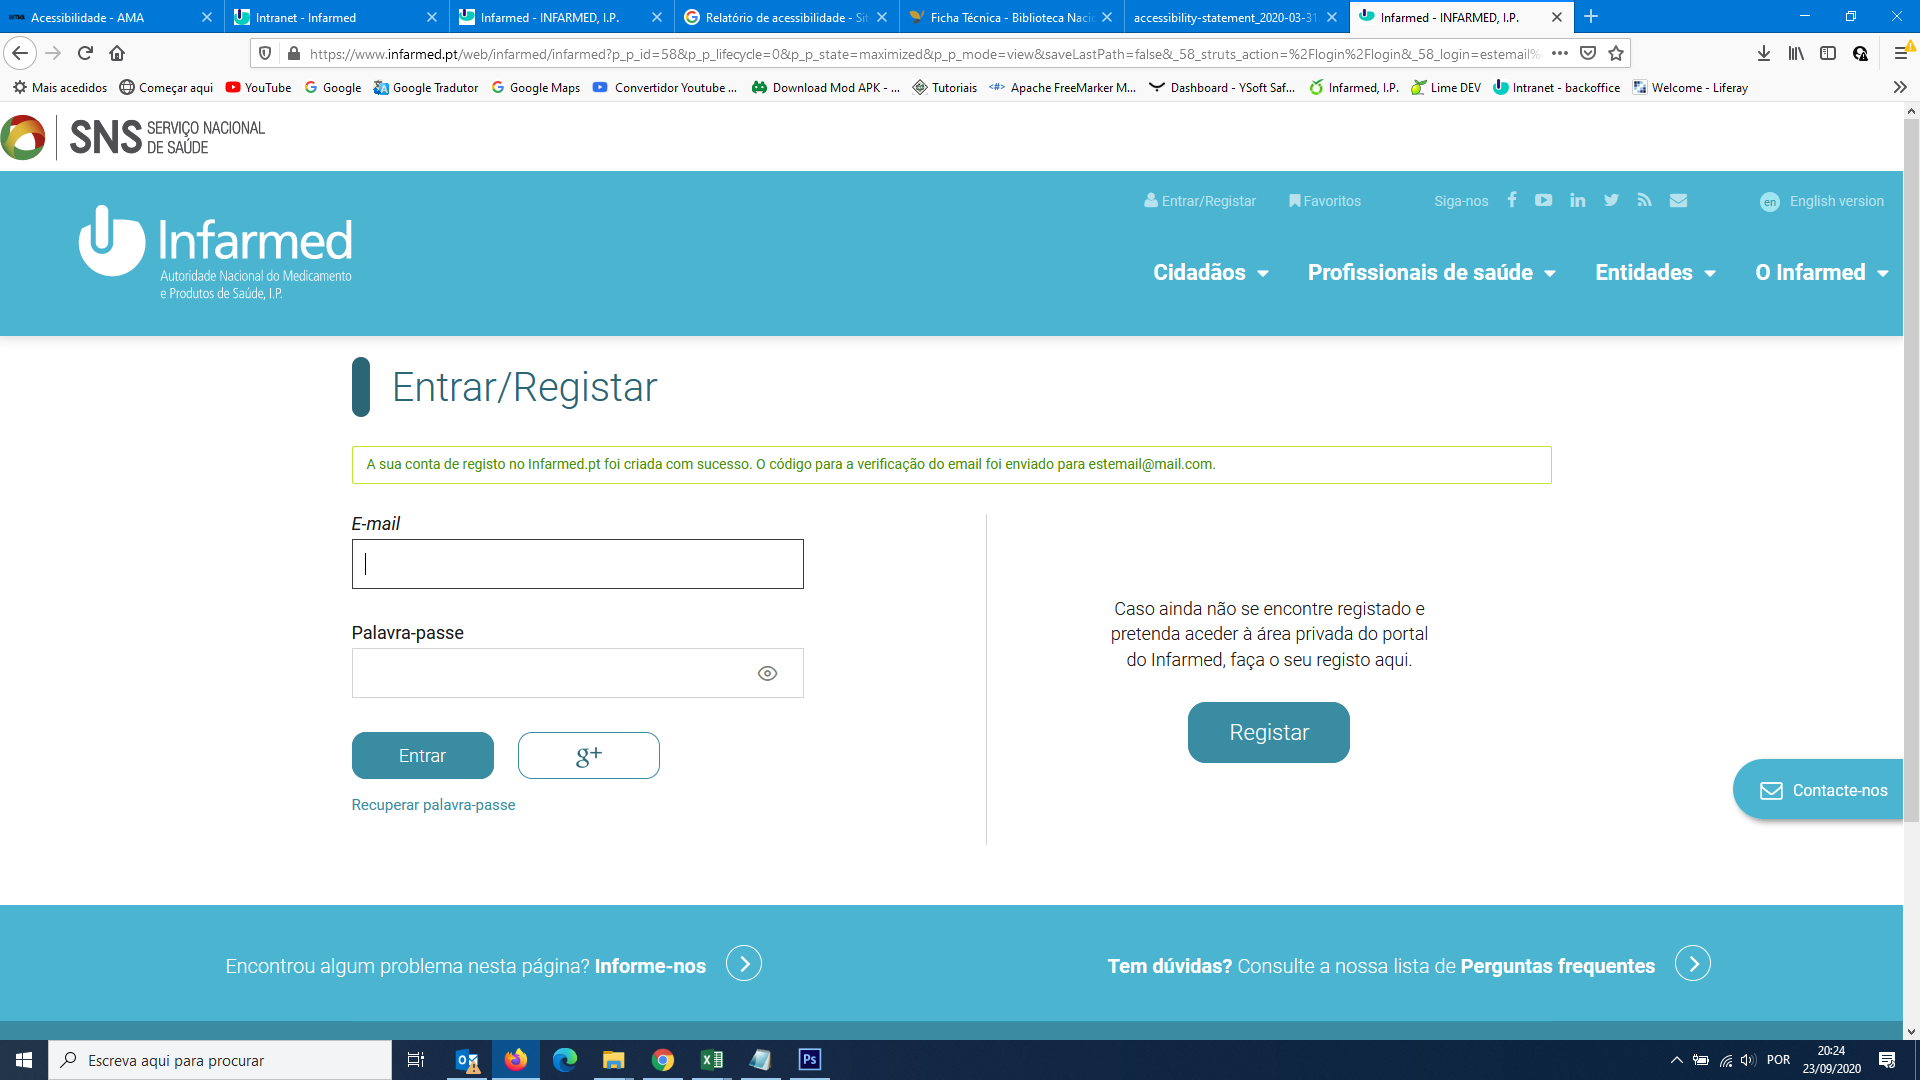 Acessibilidade - AMA
Intranet - Infarmed
Infarmed - INFARMED, I.P.
Relatório de acessibilidade - Sit
Ficha Técnica - Biblioteca Nacio
accessibility-statement_2020-03-31
Infarmed - INFARMED, I.P.
https://www.infarmed.pt/web/infarmed/infarmed?p_p_id=58&p_p_lifecycle=0&p_p_state=maximized&p_p_mode=view&saveLastPath=false&_58_struts_action=%2Flogin%2Flogin&_58_login=estemail%
Mais acedidos
Começar aqui
YouTube
Google
Google Tradutor
Google Maps
Convertidor Youtube ...
Download Mod APK - ...
Tutoriais
Apache FreeMarker M...
Dashboard - YSoft Saf...
Infarmed, I.P.
Lime DEV
Intranet - backoffice
Welcome - Liferay
SNS SERVIÇO NACIONAL
DE SAÚDE
Entrar/Registar
Favoritos
Siga-nos
en English version
Infarmed
Autoridade Nacional do Medicamento
e Produtos de Saúde, I.P.
Cidadãos
Profissionais de saúde
Entidades
O Infarmed
Entrar/Registar
A sua conta de registo no Infarmed.pt foi criada com sucesso. O código para a verificação do email foi enviado para estemail@mail.com.
E-mail
Palavra-passe
Entrar
g+
Recuperar palavra-passe
Caso ainda não se encontre registado e
pretenda aceder à área privada do portal
do Infarmed, faça o seu registo aqui.
Registar
Contacte-nos
Encontrou algum problema nesta página? Informe-nos
Tem dúvidas? Consulte a nossa lista de Perguntas frequentes
Escreva aqui para procurar
Ps
POR
20:24
23/09/2020